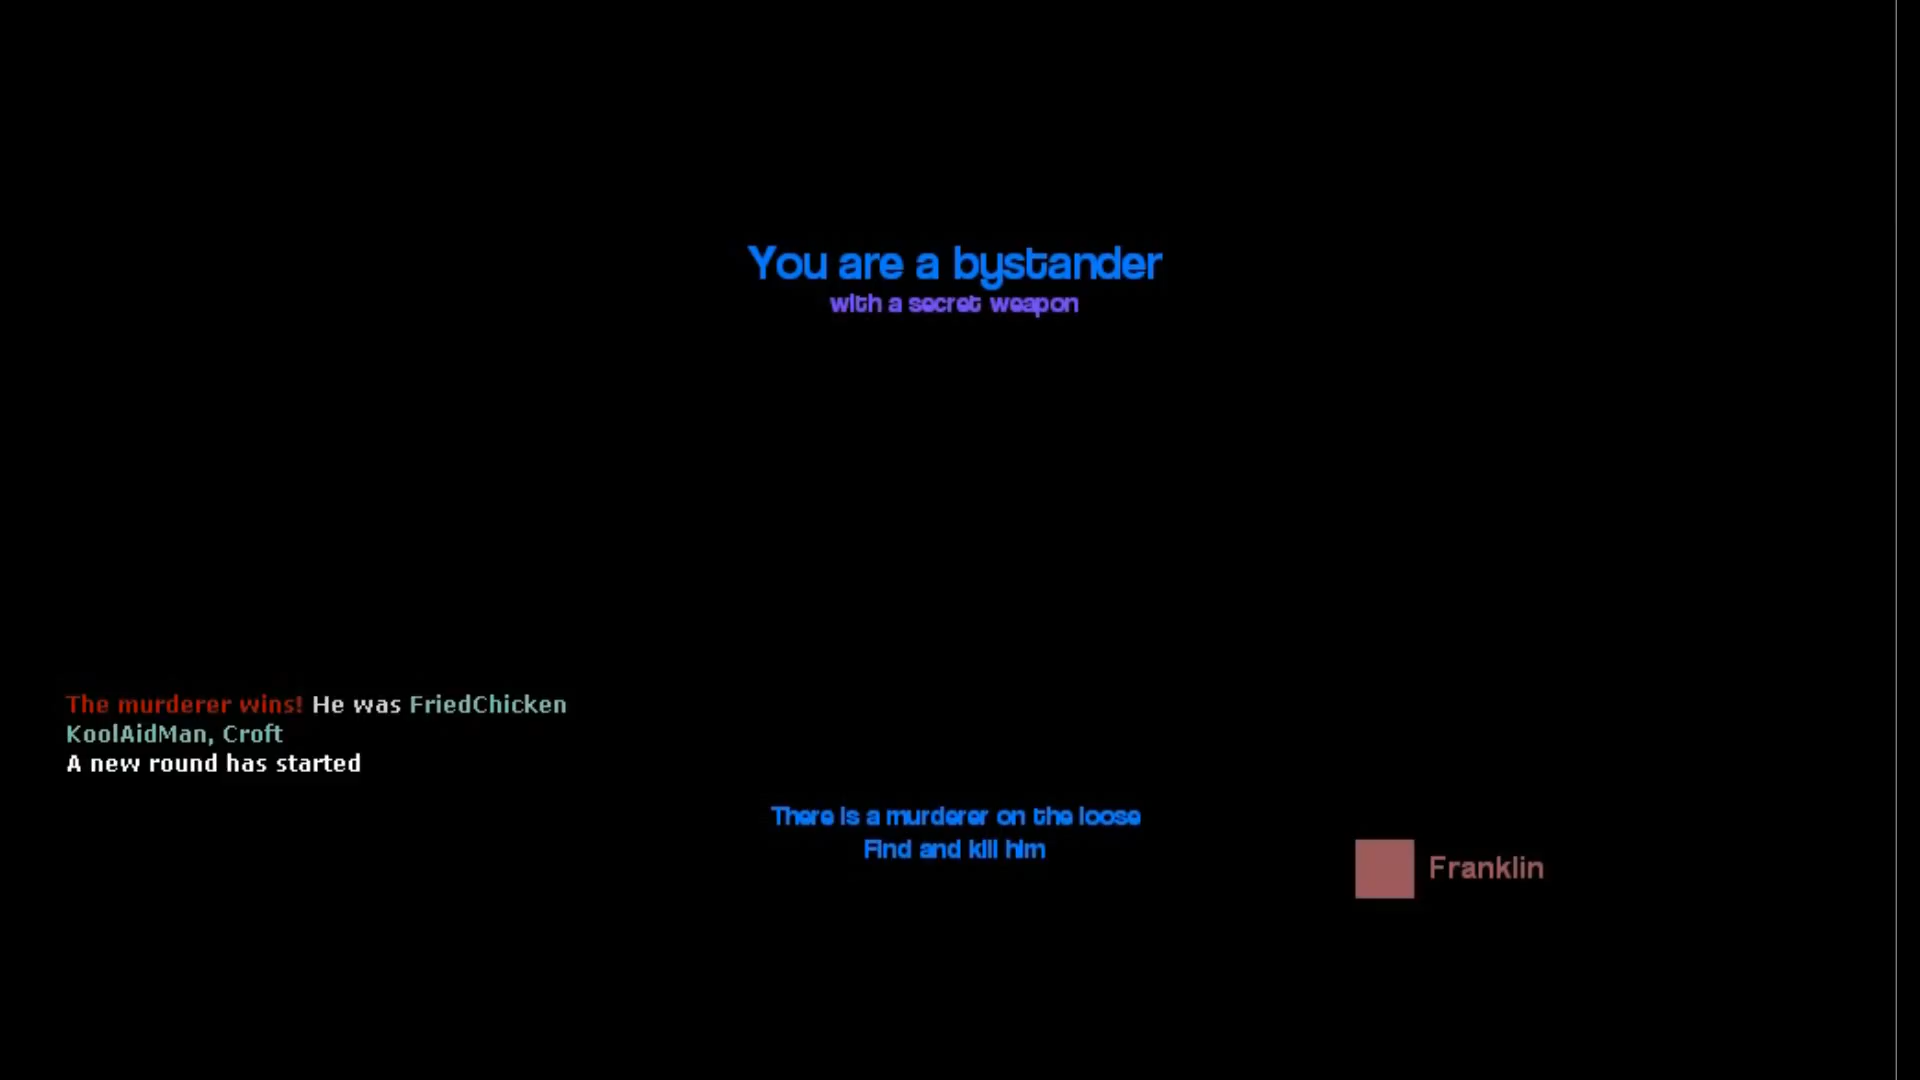 You are a bystander
with a secret weapon
The murderer wins! He was FriedChicken
KoolAidMan, Croft
A new round has started
There is a murderer on the loose
Find and kill him
Franklin